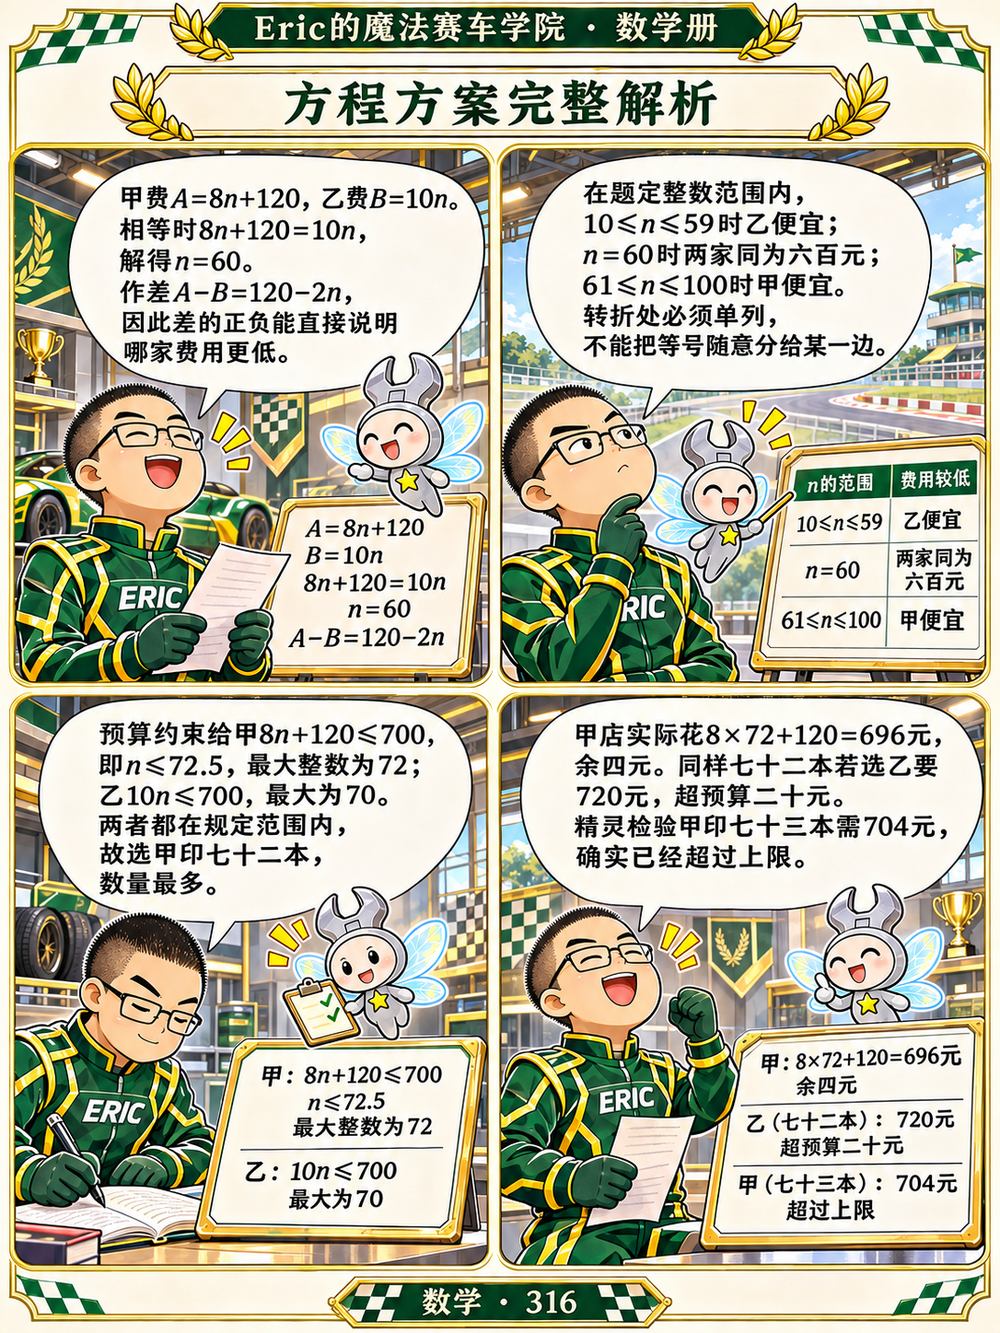 Eric的魔法赛车学院 · 数学册
方程方案完整解析
甲费A=8n+120，乙费B=10n。
相等时8n+120=10n，
解得n=60。
作差A−B=120−2n，
因此差的正负能直接说明
哪家费用更低。
ERIC
A=8n+120
B=10n
8n+120=10n
n=60
A−B=120−2n
在题定整数范围内，
10≤n≤59时乙便宜；
n=60时两家同为六百元；
61≤n≤100时甲便宜。
转折处必须单列，
不能把等号随意分给某一边。
RIC
n的范围 费用较低
10≤n≤59 乙便宜
n=60 两家同为
六百元
61≤n≤100 甲便宜
预算约束给甲8n+120≤700，
即n≤72.5，最大整数为72；
乙10n≤700，最大为70。
两者都在规定范围内，
故选甲印七十二本，
数量最多。
ERIC
甲：8n+120≤700
n≤72.5
最大整数为72
乙：10n≤700
最大为70
甲店实际花8×72+120=696元，
余四元。同样七十二本若选乙要
720元，超预算二十元。
精灵检验甲印七十三本需704元，
确实已经超过上限。
ERIC
甲：8×72+120=696元
余四元
乙（七十二本）：720元
超预算二十元
甲（七十三本）：704元
超过上限
数学 · 316